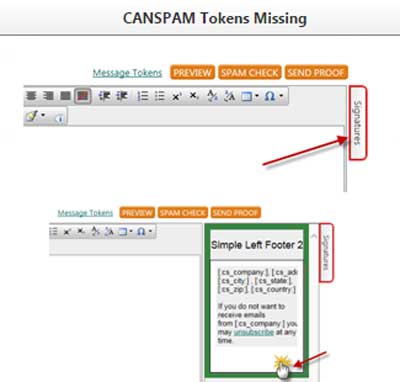 CANSPAM Tokens Missing
Message Tokens PREVIEW SPAM CHECK SEND PROOF
Signatures
Message Tokens PREVIEW SPAM CHECK SEND PROOF
Signatures
Simple Left Footer 2
[:cs_company:], [:cs_add
[:cs_city:] , [:cs_state:],
[:cs_zip:], [:cs_country:]
If you do not want to
receive emails
from [:cs_company:] you
may unsubscribe at any
time.